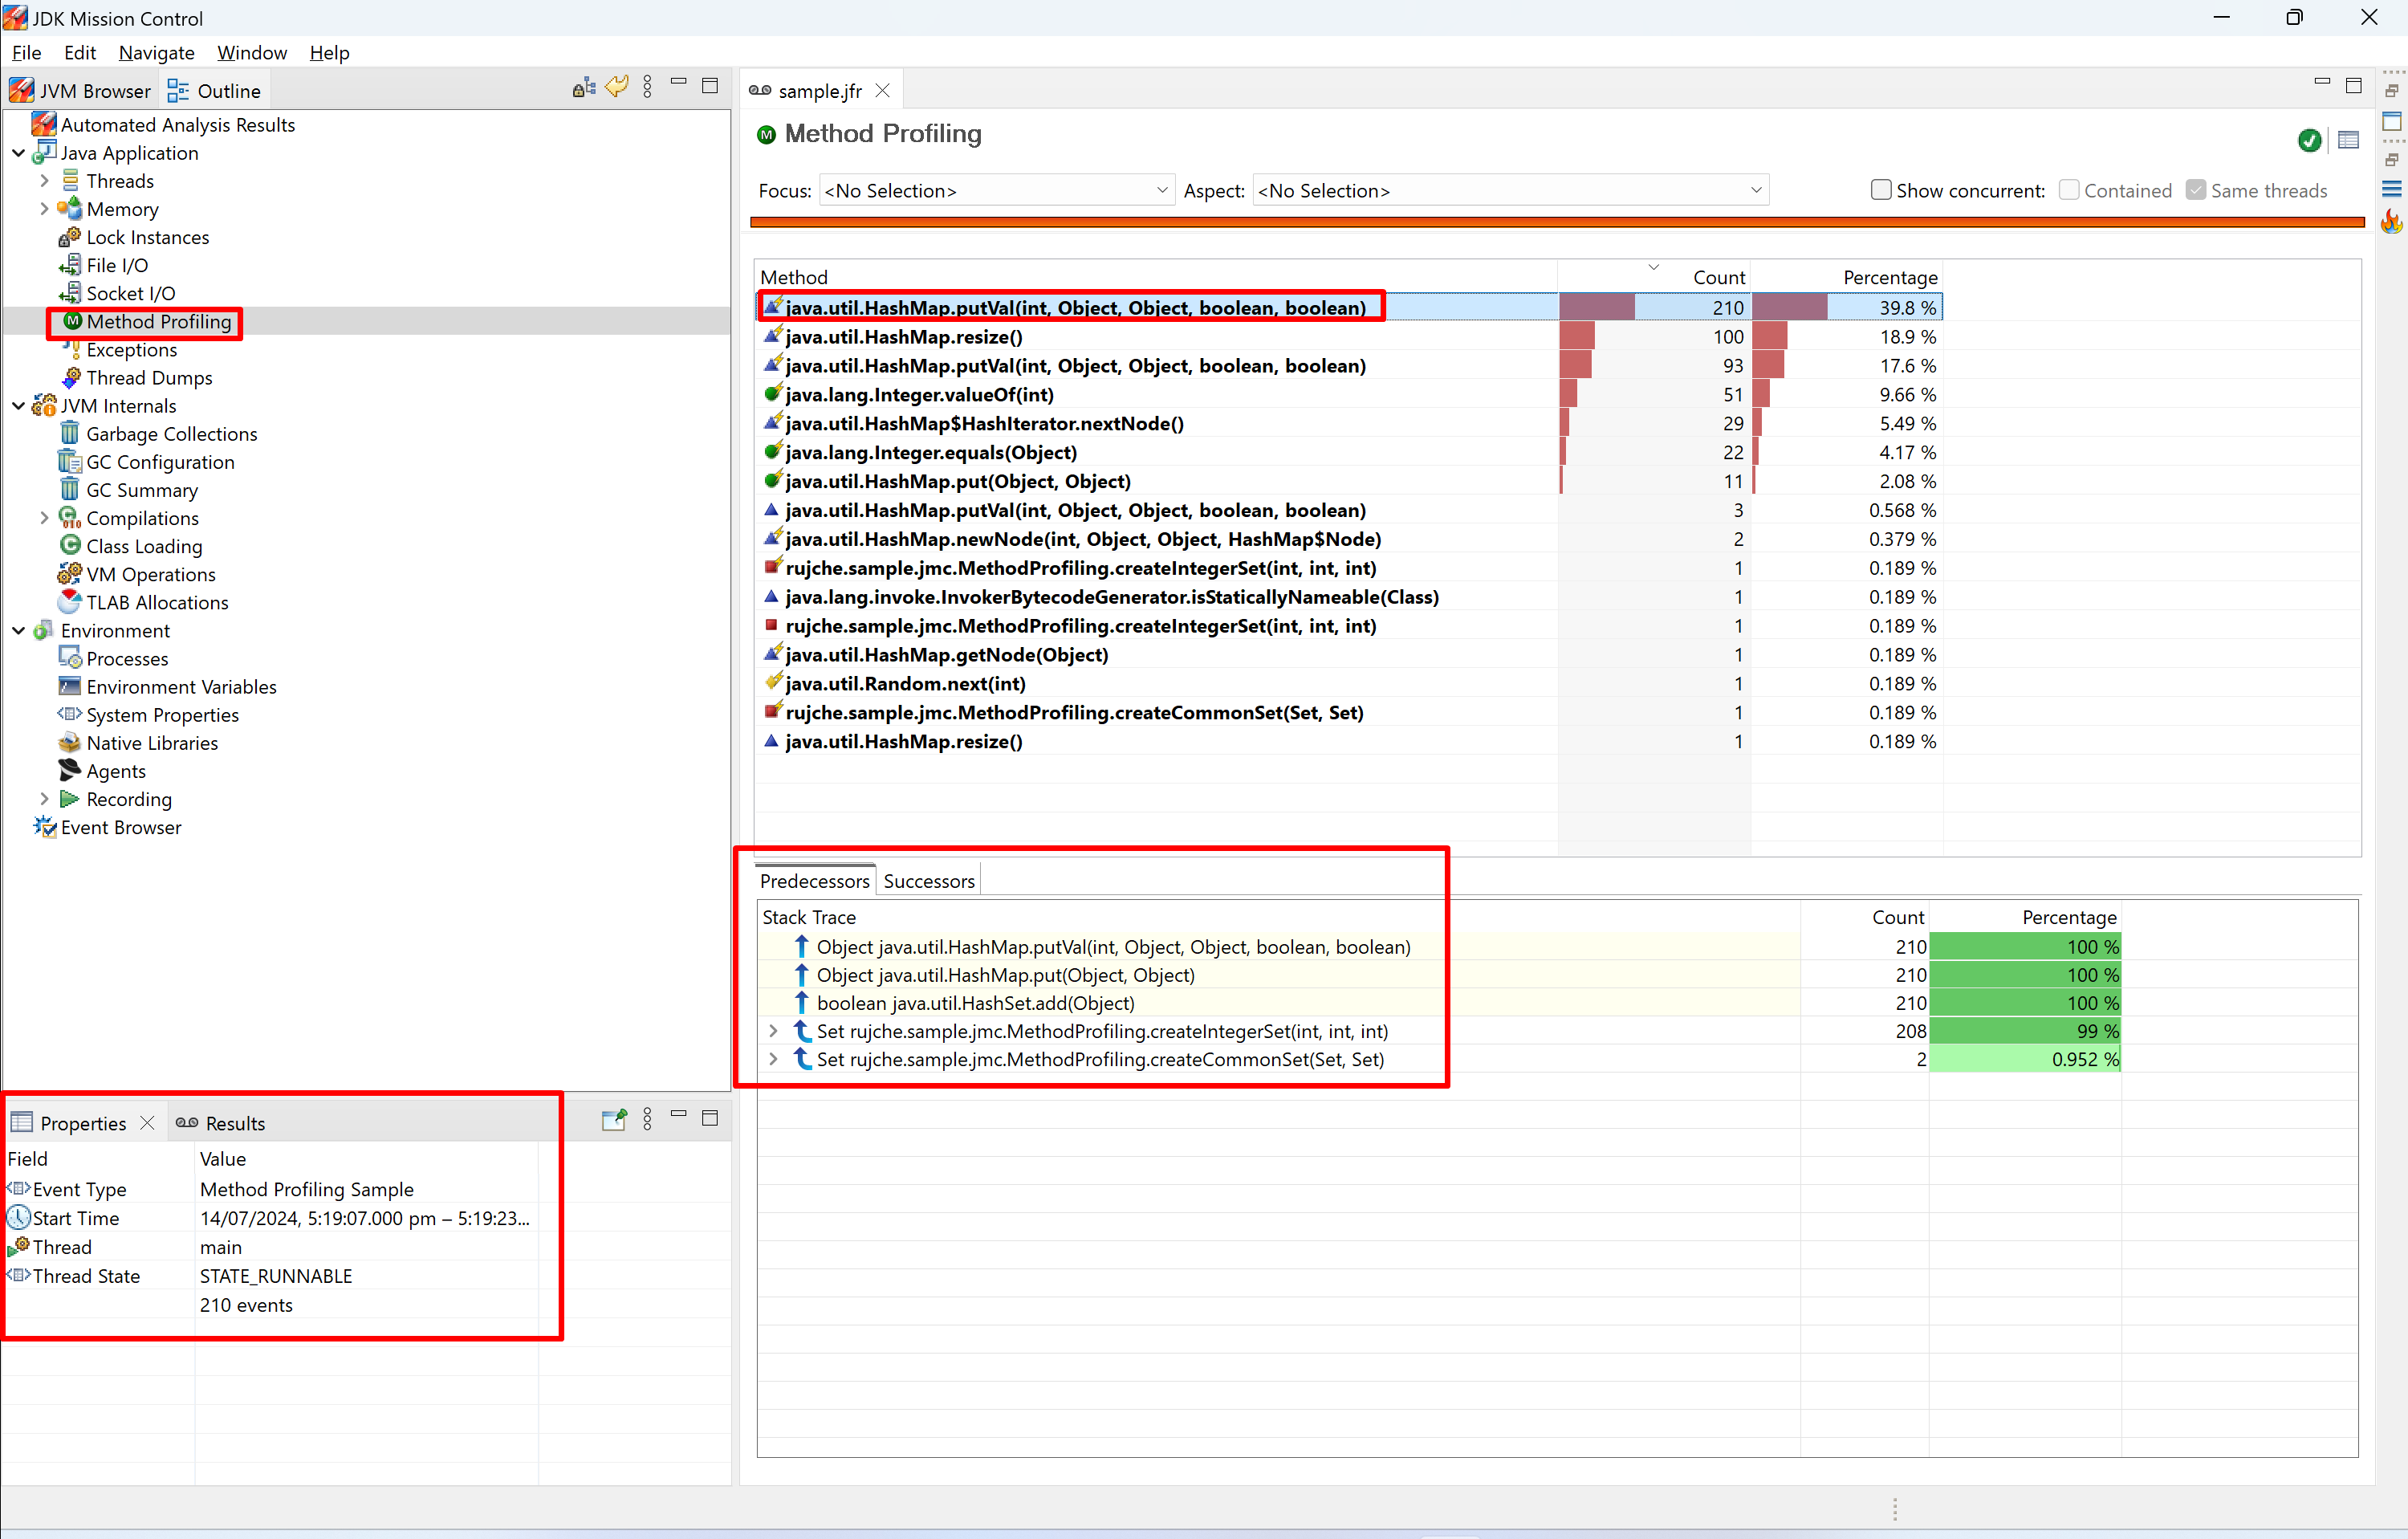 JDK Mission Control
File Edit Navigate Window Help
JVM Browser Outline
Automated Analysis Results
Java Application
Threads
Memory
Lock Instances
File I/O
Socket I/O
Method Profiling
Exceptions
Thread Dumps
JVM Internals
Garbage Collections
GC Configuration
GC Summary
Compilations
Class Loading
VM Operations
TLAB Allocations
Environment
Processes
Environment Variables
System Properties
Native Libraries
Agents
Recording
Event Browser
Properties Results
Field Value
Event Type Method Profiling Sample
Start Time 14/07/2024, 5:19:07.000 pm – 5:19:23...
Thread main
Thread State STATE_RUNNABLE
210 events
sample.jfr
Method Profiling
Focus: <No Selection> Aspect: <No Selection> Show concurrent: Contained Same threads
Method Count Percentage
java.util.HashMap.putVal(int, Object, Object, boolean, boolean) 210 39.8 %
java.util.HashMap.resize() 100 18.9 %
java.util.HashMap.putVal(int, Object, Object, boolean, boolean) 93 17.6 %
java.lang.Integer.valueOf(int) 51 9.66 %
java.util.HashMap$HashIterator.nextNode() 29 5.49 %
java.lang.Integer.equals(Object) 22 4.17 %
java.util.HashMap.put(Object, Object) 11 2.08 %
java.util.HashMap.putVal(int, Object, Object, boolean, boolean) 3 0.568 %
java.util.HashMap.newNode(int, Object, Object, HashMap$Node) 2 0.379 %
rujche.sample.jmc.MethodProfiling.createIntegerSet(int, int, int) 1 0.189 %
java.lang.invoke.InvokerBytecodeGenerator.isStaticallyNameable(Class) 1 0.189 %
rujche.sample.jmc.MethodProfiling.createIntegerSet(int, int, int) 1 0.189 %
java.util.HashMap.getNode(Object) 1 0.189 %
java.util.Random.next(int) 1 0.189 %
rujche.sample.jmc.MethodProfiling.createCommonSet(Set, Set) 1 0.189 %
java.util.HashMap.resize() 1 0.189 %
Predecessors Successors
Stack Trace Count Percentage
Object java.util.HashMap.putVal(int, Object, Object, boolean, boolean) 210 100 %
Object java.util.HashMap.put(Object, Object) 210 100 %
boolean java.util.HashSet.add(Object) 210 100 %
Set rujche.sample.jmc.MethodProfiling.createIntegerSet(int, int, int) 208 99 %
Set rujche.sample.jmc.MethodProfiling.createCommonSet(Set, Set) 2 0.952 %